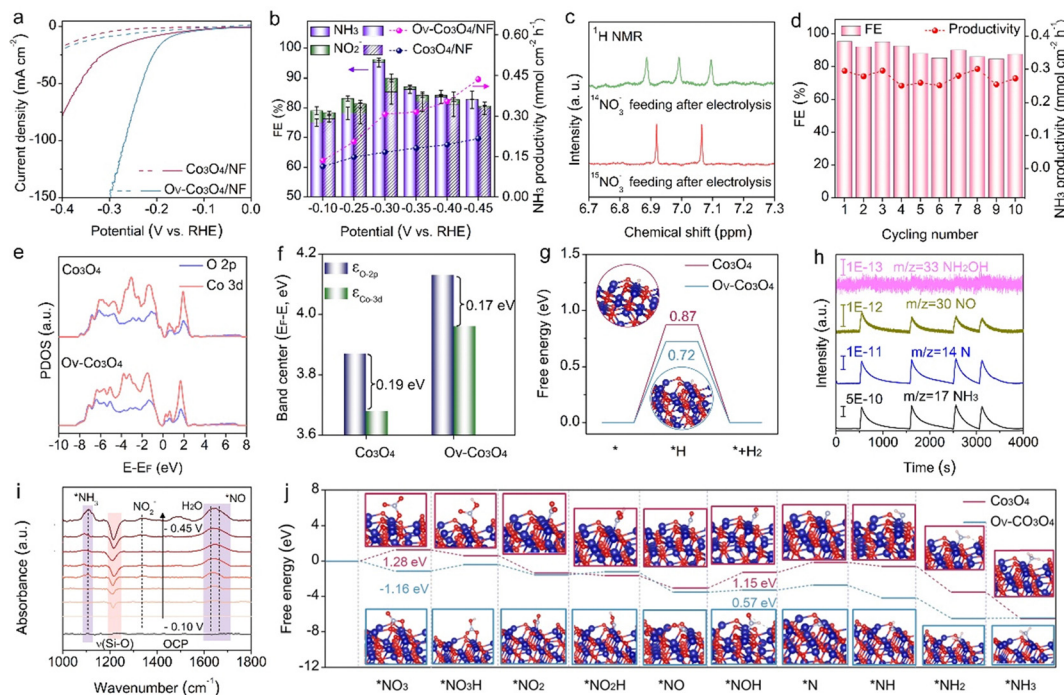 a
Current density (mA cm⁻²)
0
-50
-100
-150
-0.4
-0.3
-0.2
-0.1
0.0
Co₃O₄/NF
Ov-Co₃O₄/NF
Potential (V vs. RHE)
b
NH₃
NO₂⁻
Ov-Co₃O₄/NF
Co₃O₄/NF
FE (%)
100
90
80
70
60
50
0.60
0.45
0.30
0.15
0.00
NH₃ productivity (mmol cm⁻² h⁻¹)
-0.10
-0.25
-0.30
-0.35
-0.40
-0.45
Potential (V vs. RHE)
c
¹H NMR
Intensity (a. u.)
¹⁴NO₃⁻ feeding after electrolysis
¹⁵NO₃⁻ feeding after electrolysis
6.7
6.9
7.0
7.1
7.2
7.3
Chemical shift (ppm)
d
FE
Productivity
FE (%)
100
80
60
40
20
0
0.4
0.3
0.2
0.1
0.0
NH₃ productivity (mmol cm⁻² h⁻¹)
1 2 3 4 5 6 7 8 9 10
Cycling number
e
Co₃O₄
O 2p
Co 3d
Ov-Co₃O₄
PDOS (a.u.)
-10 -8 -6 -4 -2 0 2 4 6 8
E-EF (eV)
f
Band center (EF-E, eV)
4.2
4.0
3.8
3.6
εO-2p
εCo-3d
0.19 eV
0.17 eV
Co₃O₄
Ov-Co₃O₄
g
Free energy (eV)
1.5
1.0
0.5
0.0
Co₃O₄
Ov-Co₃O₄
0.87
0.72
*
*H
*+H₂
h
Intensity (a.u.)
1E-13 m/z=33 NH₂OH
1E-12 m/z=30 NO
1E-11 m/z=14 N
5E-10 m/z=17 NH₃
0 1000 2000 3000 4000
Time (s)
i
Absorbance (a.u.)
*NH₃
NO₂⁻
H₂O
*NO
- 0.45 V
- 0.10 V
ν(Si-O)
OCP
1000
1200
1400
1600
1800
Wavenumber (cm⁻¹)
j
Free energy (eV)
8
4
0
-4
-8
-12
Co₃O₄
Ov-CO₃O₄
1.28 eV
-1.16 eV
1.15 eV
0.57 eV
*NO₃ *NO₃H *NO₂ *NO₂H *NO *NOH *N *NH *NH₂ *NH₃